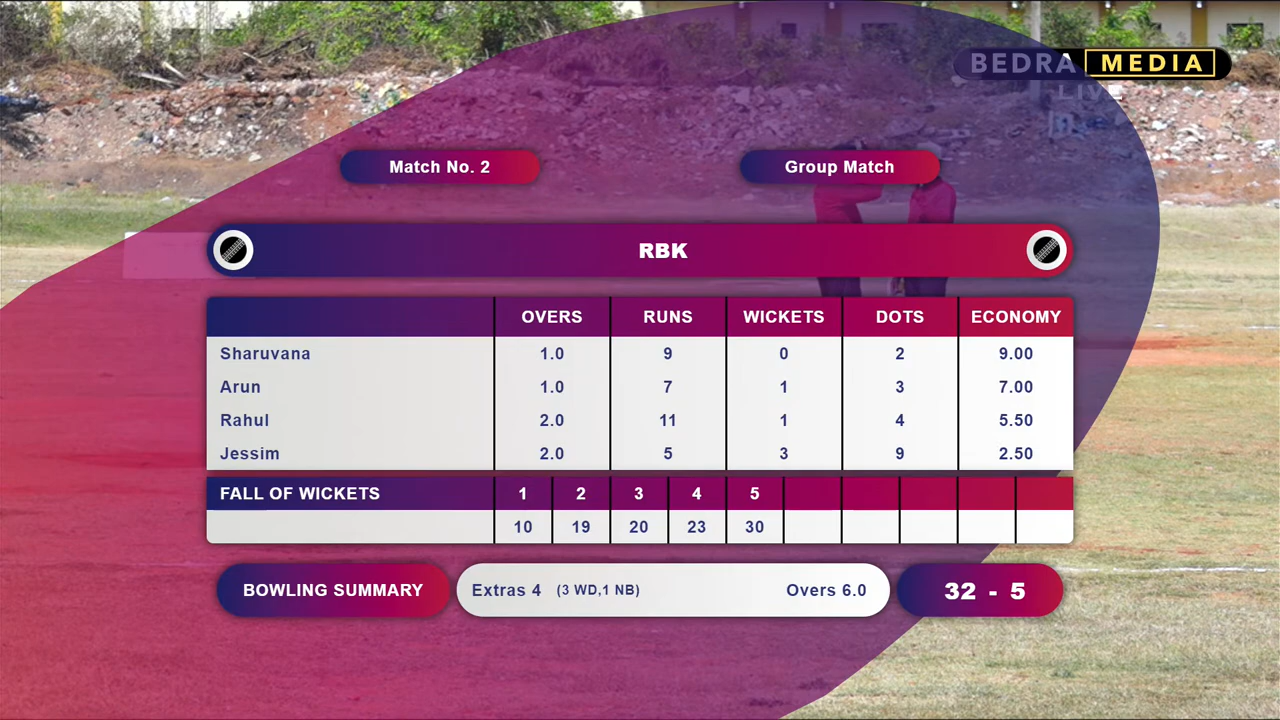 BEDRA MEDIA
LIVE
Match No. 2 Group Match
RBK
OVERS RUNS WICKETS DOTS ECONOMY
Sharuvana 1.0 9 0 2 9.00
Arun 1.0 7 1 3 7.00
Rahul 2.0 11 1 4 5.50
Jessim 2.0 5 3 9 2.50
FALL OF WICKETS 1 2 3 4 5
10 19 20 23 30
BOWLING SUMMARY Extras 4 (3 WD,1 NB) Overs 6.0 32 - 5